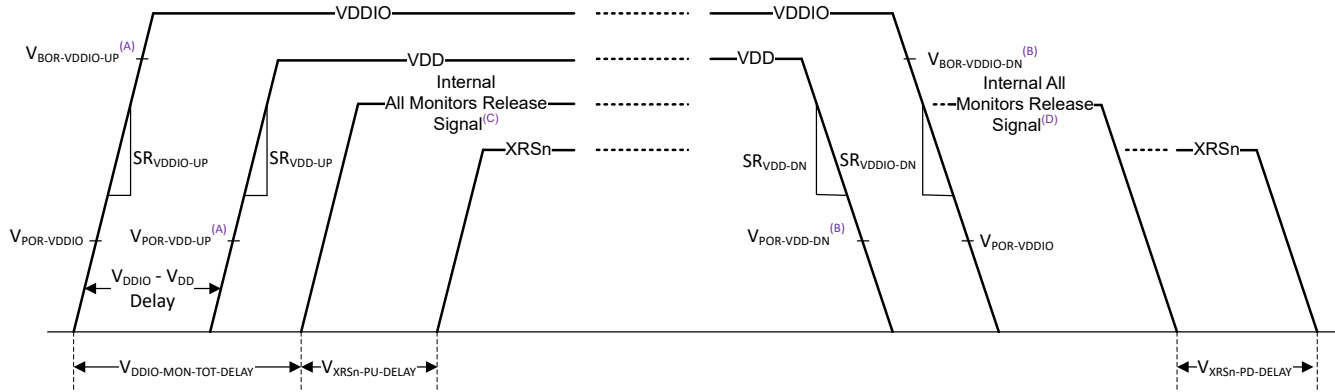 VDDIO
VDDIO
VBOR-VDDIO-UP(A)
VBOR-VDDIO-DN(B)
VDD
VDD
Internal
All Monitors Release
Signal(C)
Internal All
Monitors Release
Signal(D)
SRVDDIO-UP
SRVDD-UP
XRSn
SRVDD-DN
SRVDDIO-DN
XRSn
VPOR-VDDIO
VPOR-VDD-UP(A)
VPOR-VDD-DN(B)
VPOR-VDDIO
VDDIO - VDD
Delay
VDDIO-MON-TOT-DELAY
VXRSn-PU-DELAY
VXRSn-PD-DELAY